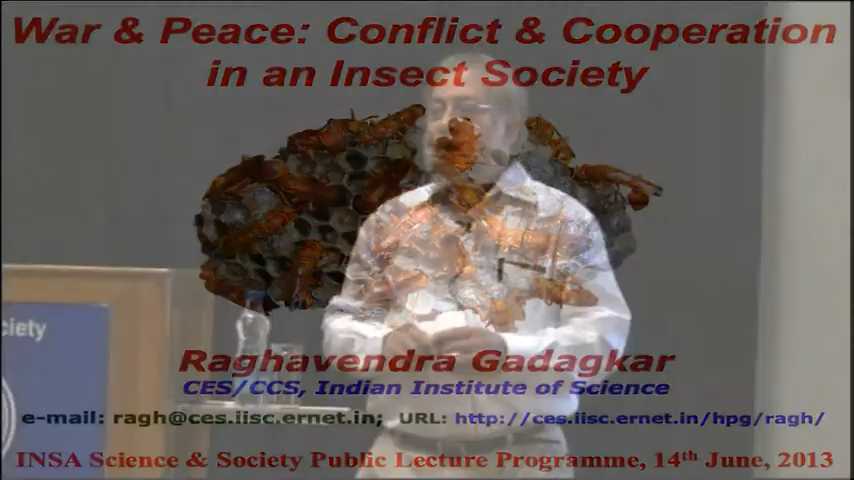 War & Peace: Conflict & Cooperation
in an Insect Society
ciety
Raghavendra Gadagkar
CES/CCS, Indian Institute of Science
e-mail: ragh@ces.iisc.ernet.in; URL: http://ces.iisc.ernet.in/hpg/ragh/
INSA Science & Society Public Lecture Programme, 14th June, 2013